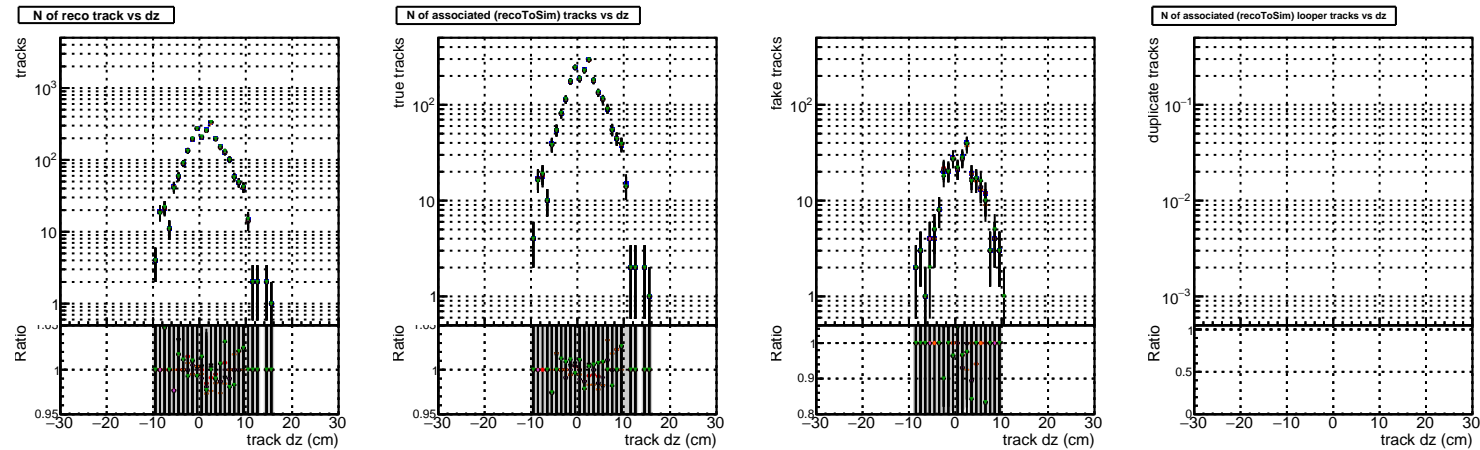 N of reco track vs dz
tracks
10³
10²
10
1
Ratio
1.05
1
0.95
−30 −20 −10 0 10 20 30
track dz (cm)
N of associated (recoToSim) tracks vs dz
true tracks
10²
10
1
Ratio
1.05
1
0.95
−30 −20 −10 0 10 20 30
track dz (cm)
fake tracks
10²
10
1
Ratio
1
0.9
0.8
−30 −20 −10 0 10 20 30
track dz (cm)
N of associated (recoToSim) looper tracks vs dz
duplicate tracks
10⁻¹
10⁻²
10⁻³
Ratio
1
0.5
0
−30 −20 −10 0 10 20 30
track dz (cm)